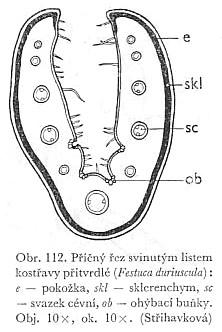 e
skl
sc
ob
Obr. 112. Příčný řez svinutým listem
kostřavy přitvrdlé (Festuca duriuscula):
e — pokožka, skl — sklerenchym, sc
— svazek cévní, ob — ohýbací buňky.
Obj. 10×, ok. 10×. (Střihavková)